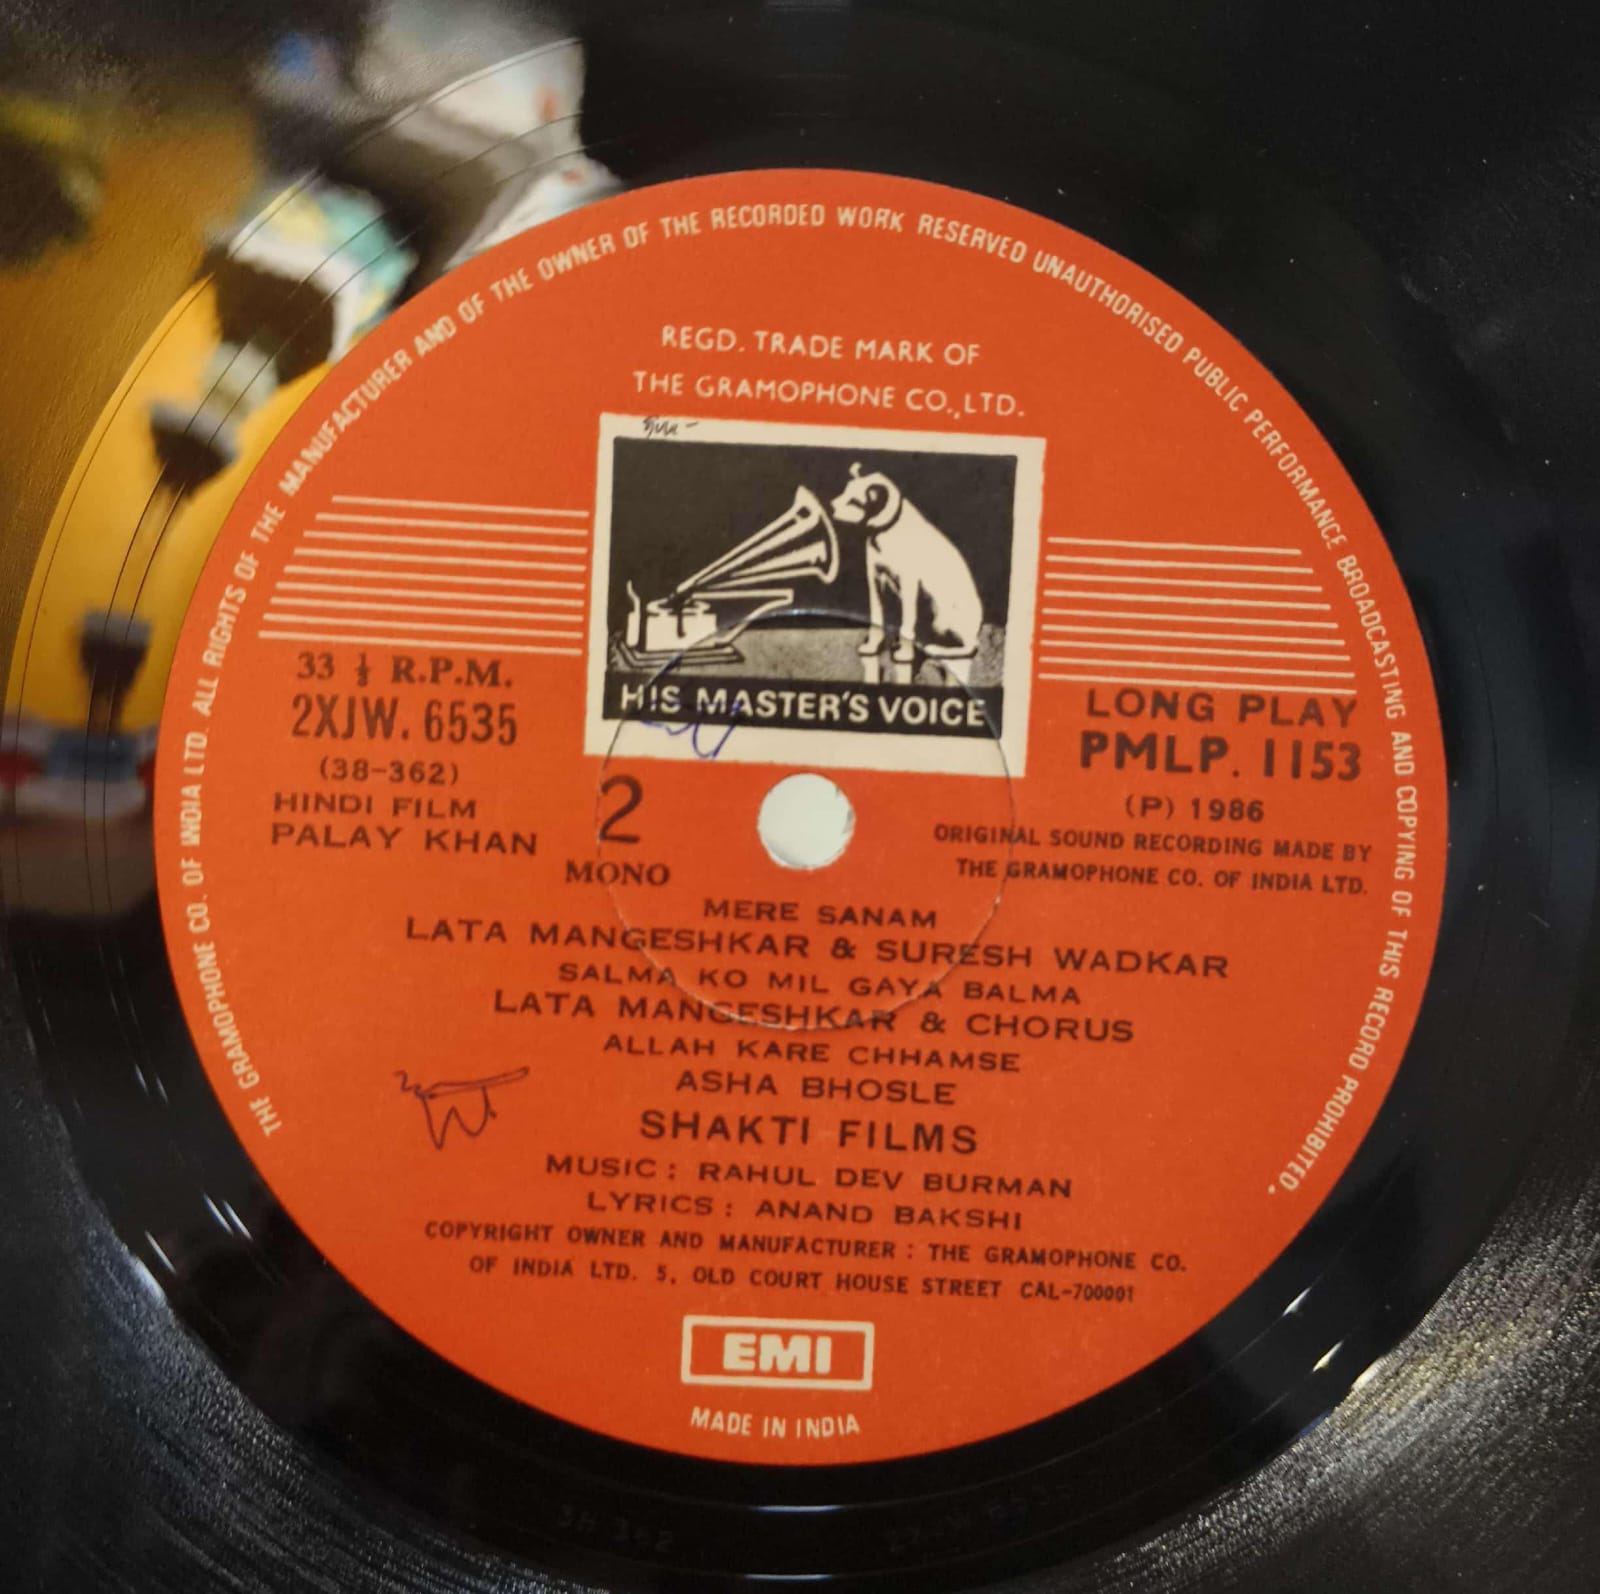 THE GRAMOPHONE CO. OF INDIA LTD. ALL RIGHTS OF THE MANUFACTURER AND OF THE OWNER OF THE RECORDED WORK RESERVED UNAUTHORISED PUBLIC PERFORMANCE BROADCASTING AND COPYING OF THIS RECORD PROHIBITED.
REGD. TRADE MARK OF
THE GRAMOPHONE CO.,LTD.
HIS MASTER'S VOICE
33 ⅓ R.P.M.
2XJW. 6535
(38-362)
HINDI FILM
PALAY KHAN
2
MONO
LONG PLAY
PMLP. 1153
(P) 1986
ORIGINAL SOUND RECORDING MADE BY
THE GRAMOPHONE CO. OF INDIA LTD.
MERE SANAM
LATA MANGESHKAR & SURESH WADKAR
SALMA KO MIL GAYA BALMA
LATA MANGESHKAR & CHORUS
ALLAH KARE CHHAMSE
ASHA BHOSLE
SHAKTI FILMS
MUSIC : RAHUL DEV BURMAN
LYRICS : ANAND BAKSHI
COPYRIGHT OWNER AND MANUFACTURER : THE GRAMOPHONE CO.
OF INDIA LTD. 5, OLD COURT HOUSE STREET CAL-700001
EMI
MADE IN INDIA